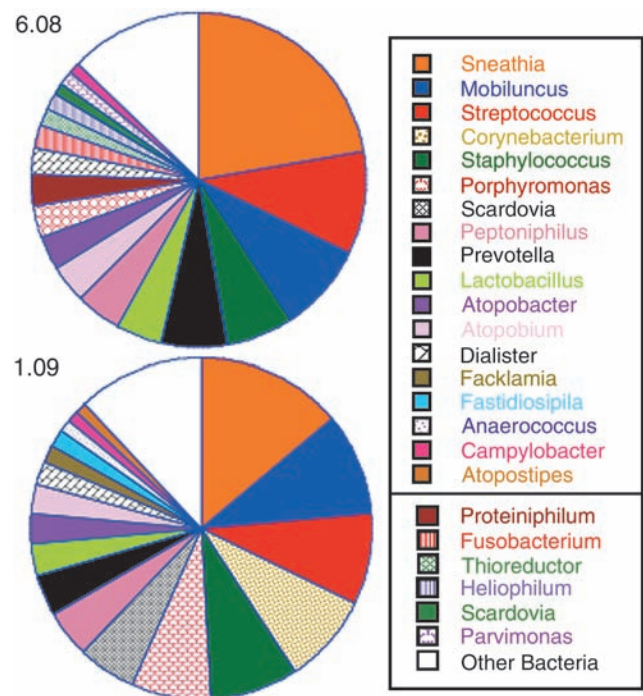 6.08
1.09
Sneathia
Mobiluncus
Streptococcus
Corynebacterium
Staphylococcus
Porphyromonas
Scardovia
Peptoniphilus
Prevotella
Lactobacillus
Atopobacter
Atopobium
Dialister
Facklamia
Fastidiosipila
Anaerococcus
Campylobacter
Atopostipes
Proteiniphilum
Fusobacterium
Thioreductor
Heliophilum
Scardovia
Parvimonas
Other Bacteria